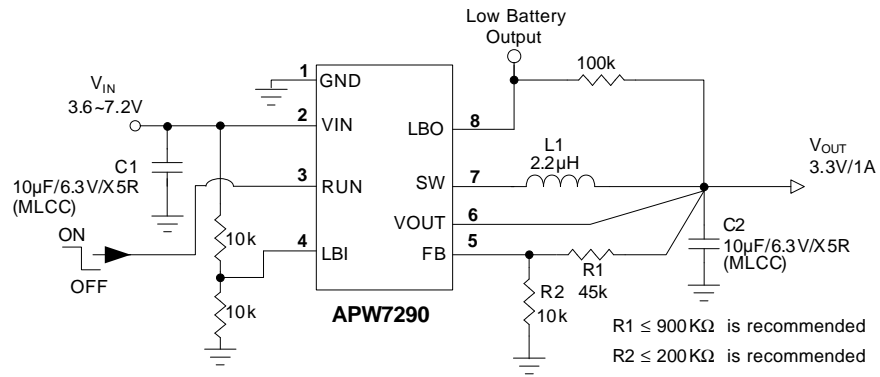 Low Battery
Output
100k
1
GND
V_IN
3.6~7.2V
2
VIN
LBO
8
C1
10µF/6.3V/X5R
(MLCC)
L1
2.2µH
V_OUT
3.3V/1A
3
RUN
SW
7
VOUT
6
ON
OFF
10k
4
LBI
FB
5
R1
45k
C2
10µF/6.3V/X5R
(MLCC)
10k
APW7290
R2
10k
R1 ≤ 900KΩ is recommended
R2 ≤ 200KΩ is recommended